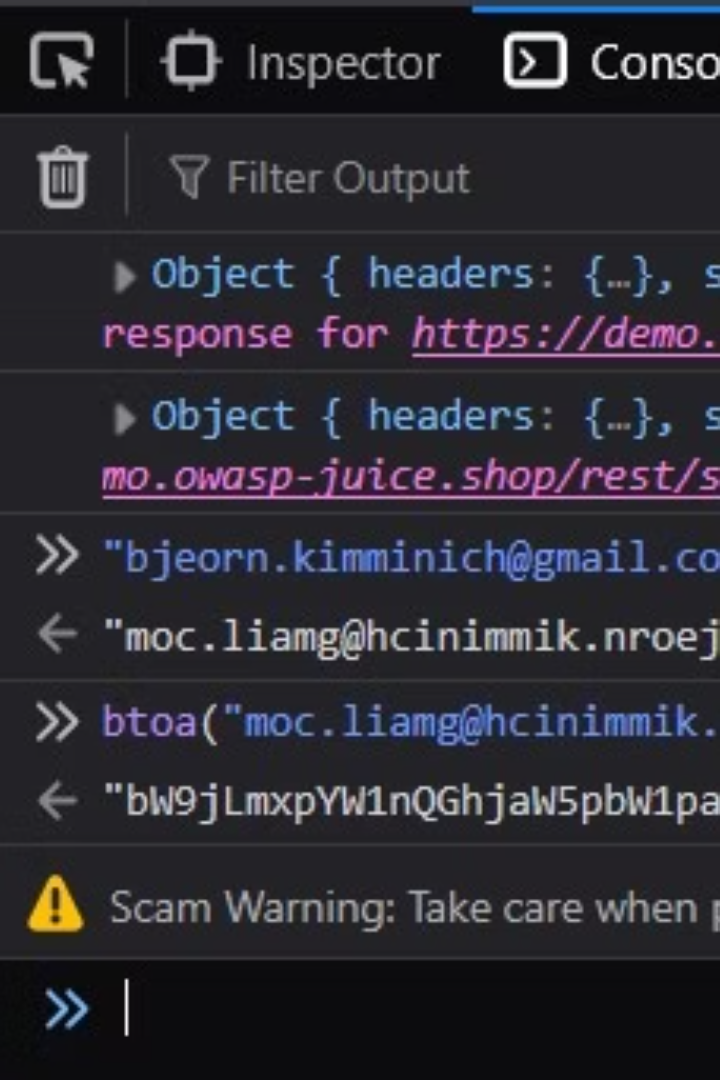 Inspector Conso
Filter Output
Object { headers: {…}, s
response for https://demo.
Object { headers: {…}, s
mo.owasp-juice.shop/rest/s
"bjeorn.kimminich@gmail.co
"moc.liamg@hcinimmik.nroej
btoa("moc.liamg@hcinimmik.
"bW9jLmxpYW1nQGhjaW5pbW1pa
Scam Warning: Take care when p